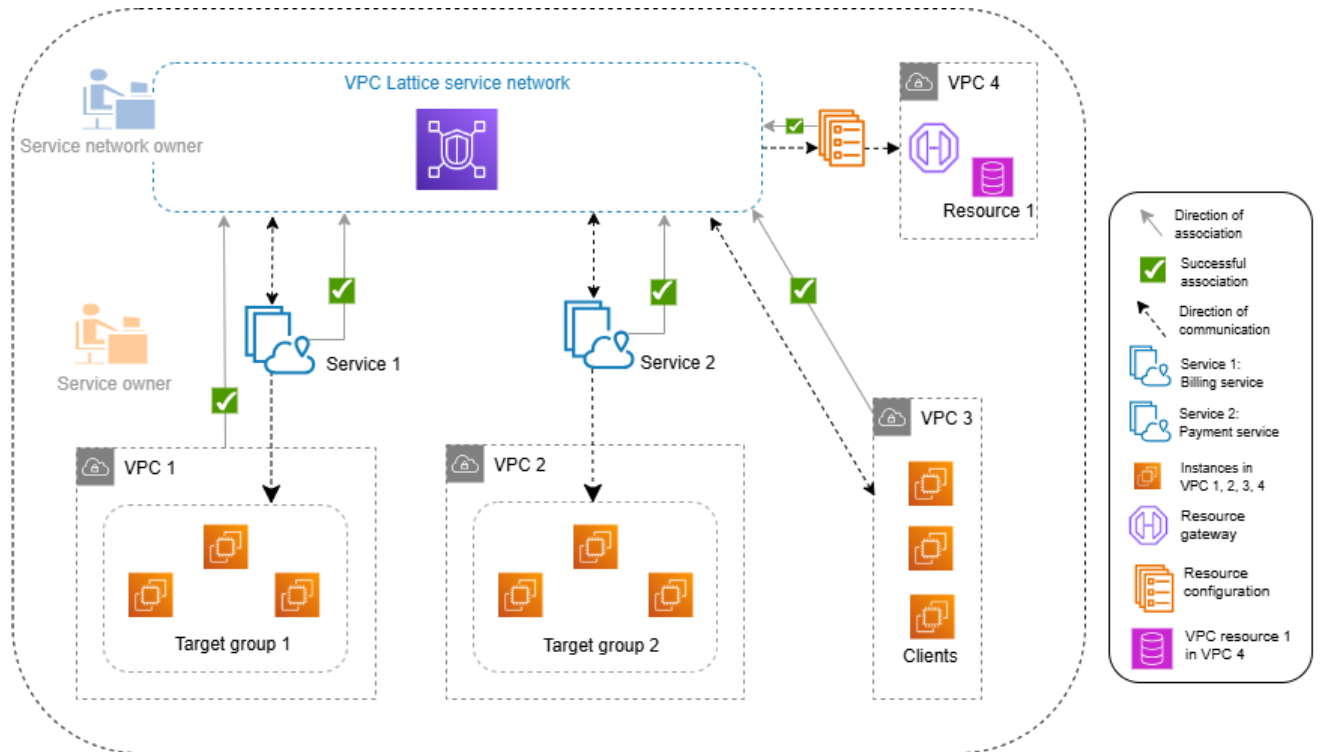 VPC Lattice service network
Service network owner
VPC 4
Resource 1
Service 1
Service 2
Service owner
VPC 1
Target group 1
VPC 2
Target group 2
VPC 3
Clients
Direction of
association
Successful
association
Direction of
communication
Service 1:
Billing service
Service 2:
Payment service
Instances in
VPC 1, 2, 3, 4
Resource
gateway
Resource
configuration
VPC resource 1
in VPC 4